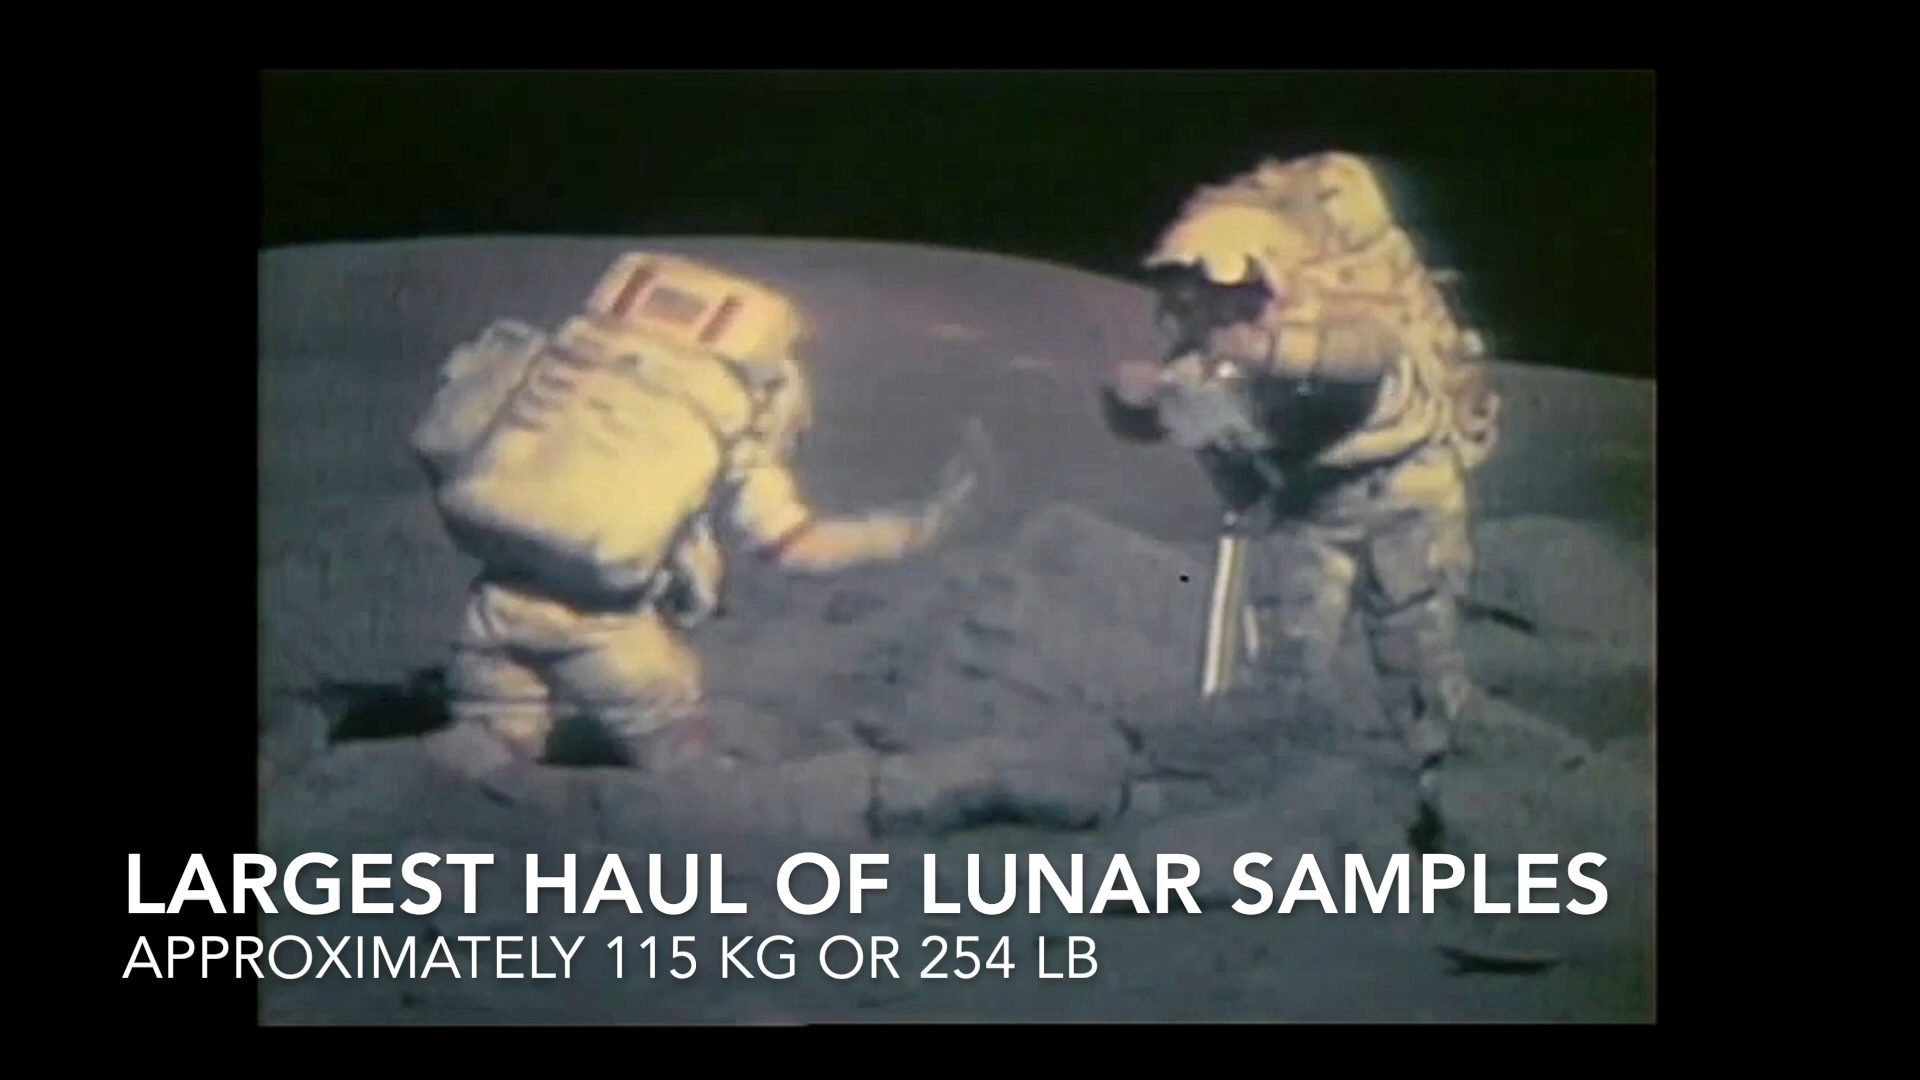 LARGEST HAUL OF LUNAR SAMPLES
APPROXIMATELY 115 KG OR 254 LB